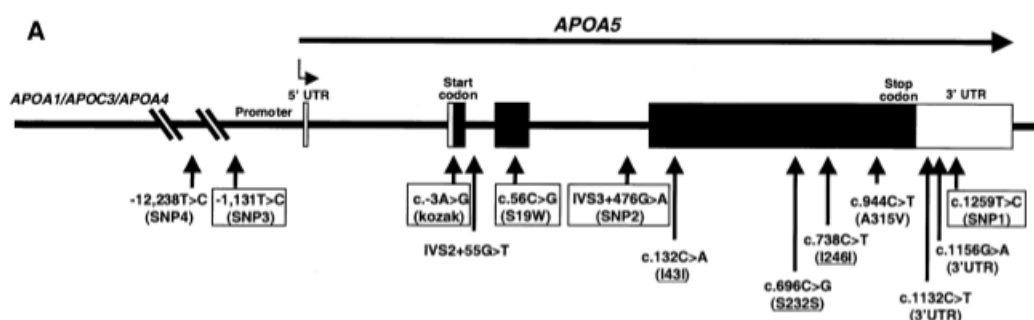 A
APOA5
APOA1/APOC3/APOA4
Promoter
5' UTR
Start
codon
Stop
codon
3' UTR
-12,238T>C
(SNP4)
-1,131T>C
(SNP3)
c.-3A>G
(kozak)
IVS2+55G>T
c.56C>G
(S19W)
IVS3+476G>A
(SNP2)
c.132C>A
(I43I)
c.696C>G
(S232S)
c.738C>T
(I246I)
c.944C>T
(A315V)
c.1132C>T
(3'UTR)
c.1156G>A
(3'UTR)
c.1259T>C
(SNP1)